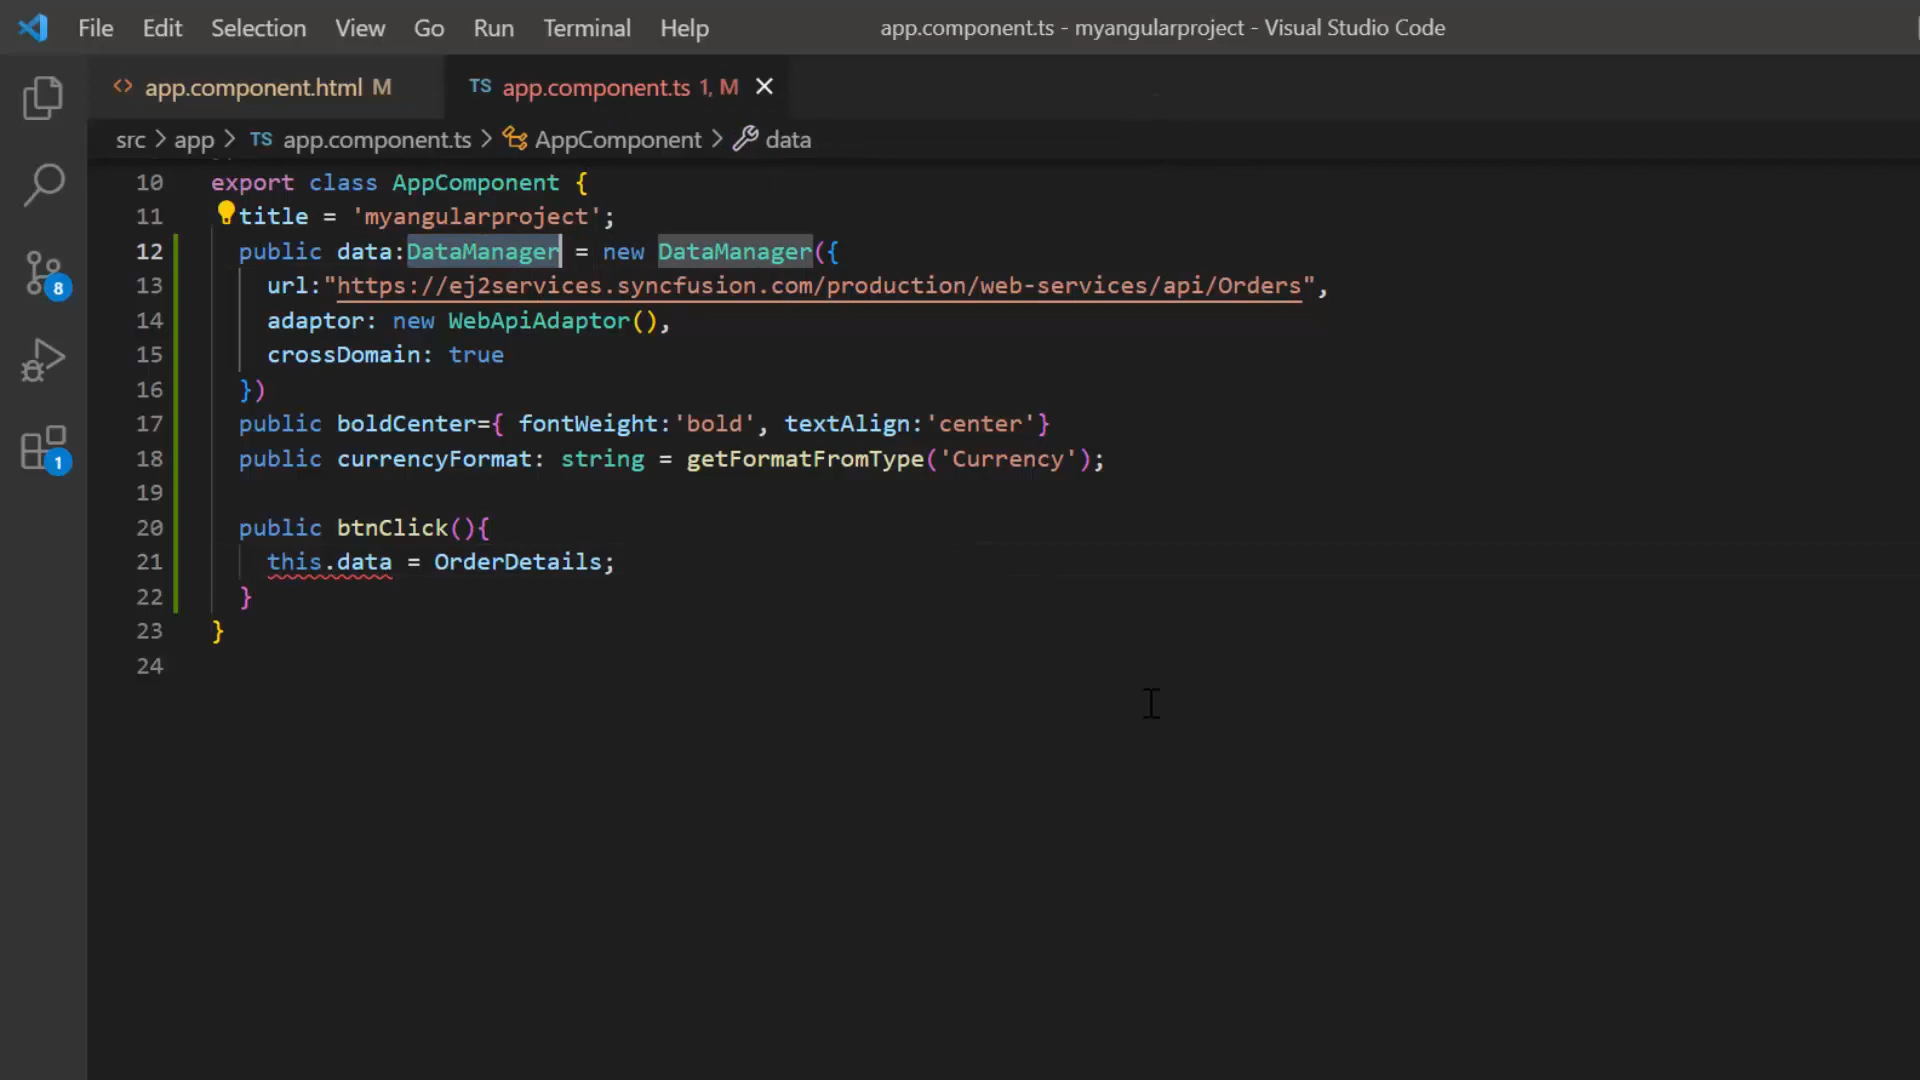 File Edit Selection View Go Run Terminal Help app.component.ts - myangularproject - Visual Studio Code
<> app.component.html M TS app.component.ts 1, M
src > app > TS app.component.ts > AppComponent > data
10 export class AppComponent {
11 title = 'myangularproject';
12 public data:DataManager = new DataManager({
13 url:"https://ej2services.syncfusion.com/production/web-services/api/Orders",
14 adaptor: new WebApiAdaptor(),
15 crossDomain: true
16 })
17 public boldCenter={ fontWeight:'bold', textAlign:'center'}
18 public currencyFormat: string = getFormatFromType('Currency');
19
20 public btnClick(){
21 this.data = OrderDetails;
22 }
23 }
24
8
1